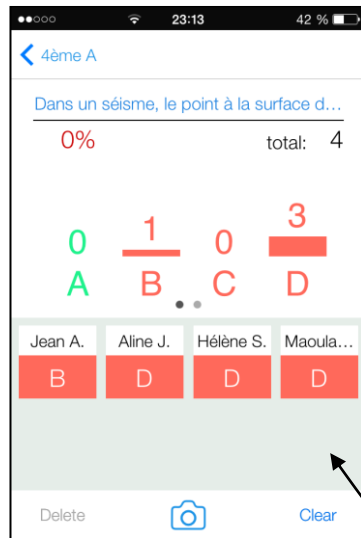 23:13 42 %
4ème A
Dans un séisme, le point à la surface d...
0% total: 4
0 1 0 3
A B C D
Jean A. Aline J. Hélène S. Maoula...
B D D D
Delete Clear